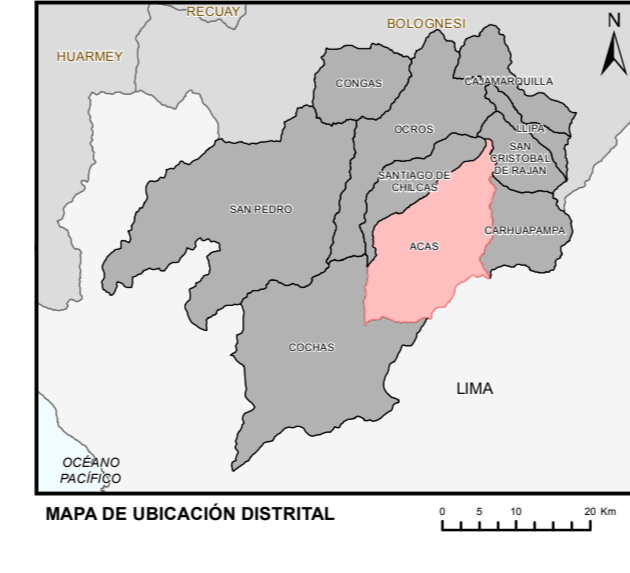 RECUAY
BOLOGNESI
N
HUARMEY
CONGAS
CAJAMARQUILLA
OCROS
LLIPA
SAN
CRISTOBAL
DE RAJAN
SANTIAGO DE
CHILCAS
SAN PEDRO
CARHUAPAMPA
ACAS
COCHAS
LIMA
OCÉANO
PACÍFICO
MAPA DE UBICACIÓN DISTRITAL
0 5 10 20 Km